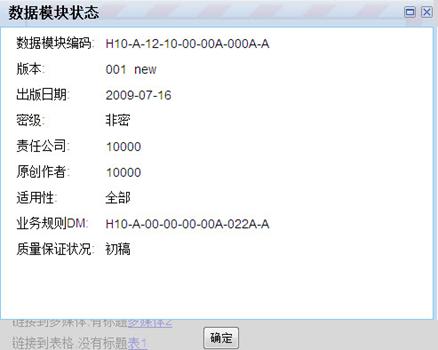 数据模块状态
数据模块编码: H10-A-12-10-00-00A-000A-A
版本: 001 new
出版日期: 2009-07-16
密级: 非密
责任公司: 10000
原创作者: 10000
适用性: 全部
业务规则DM: H10-A-00-00-00-00A-022A-A
质量保证状况: 初稿
链接到多媒体.有标题多媒体2
确定
链接到表格.没有标题表1